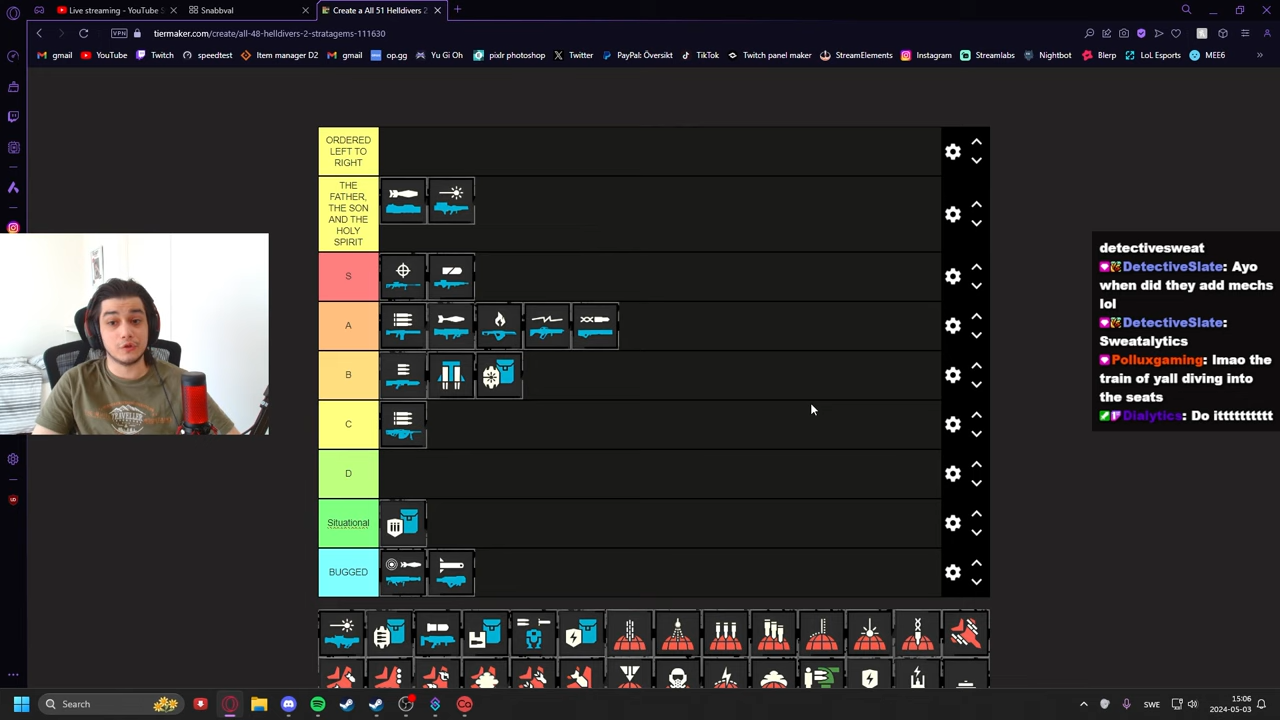 Live streaming - YouTube S
Snabbval
Create a All 51 Helldivers 2
VPN
tiermaker.com/create/all-48-helldivers-2-stratagems-111630
gmail
YouTube
Twitch
speedtest
Item manager D2
gmail
op.gg
Yu Gi Oh
pixlr photoshop
Twitter
PayPal: Översikt
TikTok
Twitch panel maker
StreamElements
Instagram
Streamlabs
Nightbot
Blerp
LoL Esports
MEE6
ORDERED
LEFT TO
RIGHT
THE
FATHER,
THE SON
AND THE
HOLY
SPIRIT
S
A
B
C
D
Situational
BUGGED
detectivesweat
DetectiveSlate: Ayo
when did they add mechs
lol
DetectiveSlate:
Sweatalytics
Polluxgaming: lmao the
train of yall diving into
the seats
Dialytics: Do itttttttttt
Search
SWE
15:06
2024-05-03